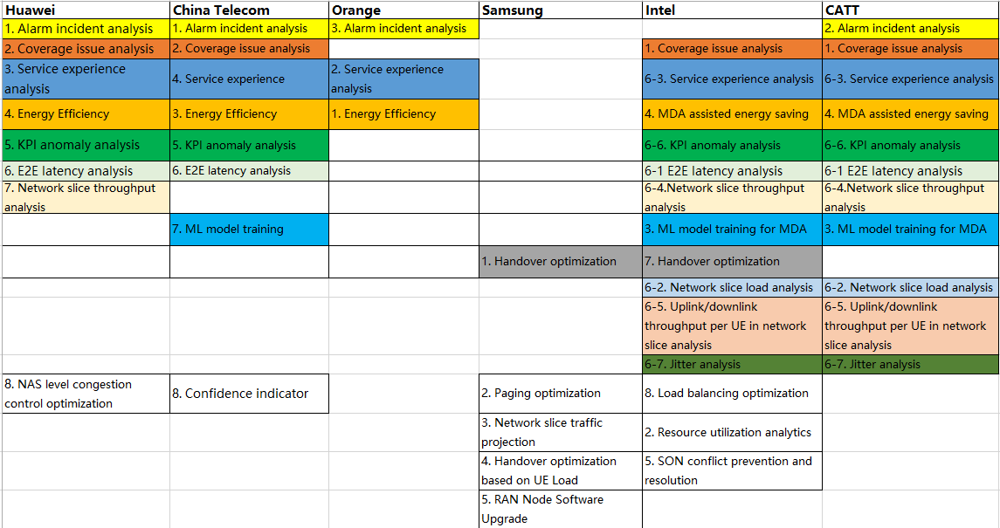 Huawei China Telecom Orange Samsung Intel CATT
1. Alarm incident analysis 1. Alarm incident analysis 3. Alarm incident analysis 2. Alarm incident analysis
2. Coverage issue analysis 2. Coverage issue analysis 1. Coverage issue analysis 1. Coverage issue analysis
3. Service experience
analysis
4. Service experience
2. Service experience
analysis
6-3. Service experience analysis 6-3. Service experience analysis
4. Energy Efficiency 3. Energy Efficiency 1. Energy Efficiency 4. MDA assisted energy saving 4. MDA assisted energy saving
5. KPI anomaly analysis 5. KPI anomaly analysis 6-6. KPI anomaly analysis 6-6. KPI anomaly analysis
6. E2E latency analysis 6. E2E latency analysis 6-1 E2E latency analysis 6-1 E2E latency analysis
7. Network slice throughput
analysis
6-4.Network slice throughput
analysis
6-4.Network slice throughput
analysis
7. ML model training 3. ML model training for MDA 3. ML model training for MDA
1. Handover optimization 7. Handover optimization
6-2. Network slice load analysis 6-2. Network slice load analysis
6-5. Uplink/downlink
throughput per UE in network
slice analysis
6-5. Uplink/downlink
throughput per UE in network
slice analysis
6-7. Jitter analysis 6-7. Jitter analysis
8. NAS level congestion
control optimization
8. Confidence indicator 2. Paging optimization 8. Load balancing optimization
3. Network slice traffic
projection
2. Resource utilization analytics
4. Handover optimization
based on UE Load
5. SON conflict prevention and
resolution
5. RAN Node Software
Upgrade